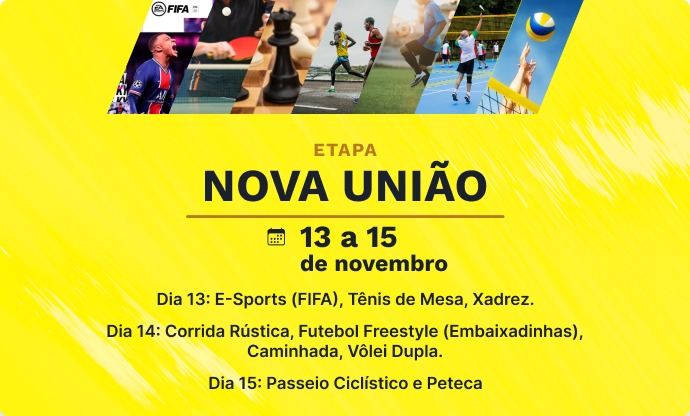 EA FIFA
ETAPA
NOVA UNIÃO
13 a 15
de novembro
Dia 13: E-Sports (FIFA), Tênis de Mesa, Xadrez.
Dia 14: Corrida Rústica, Futebol Freestyle (Embaixadinhas),
Caminhada, Vôlei Dupla.
Dia 15: Passeio Ciclístico e Peteca